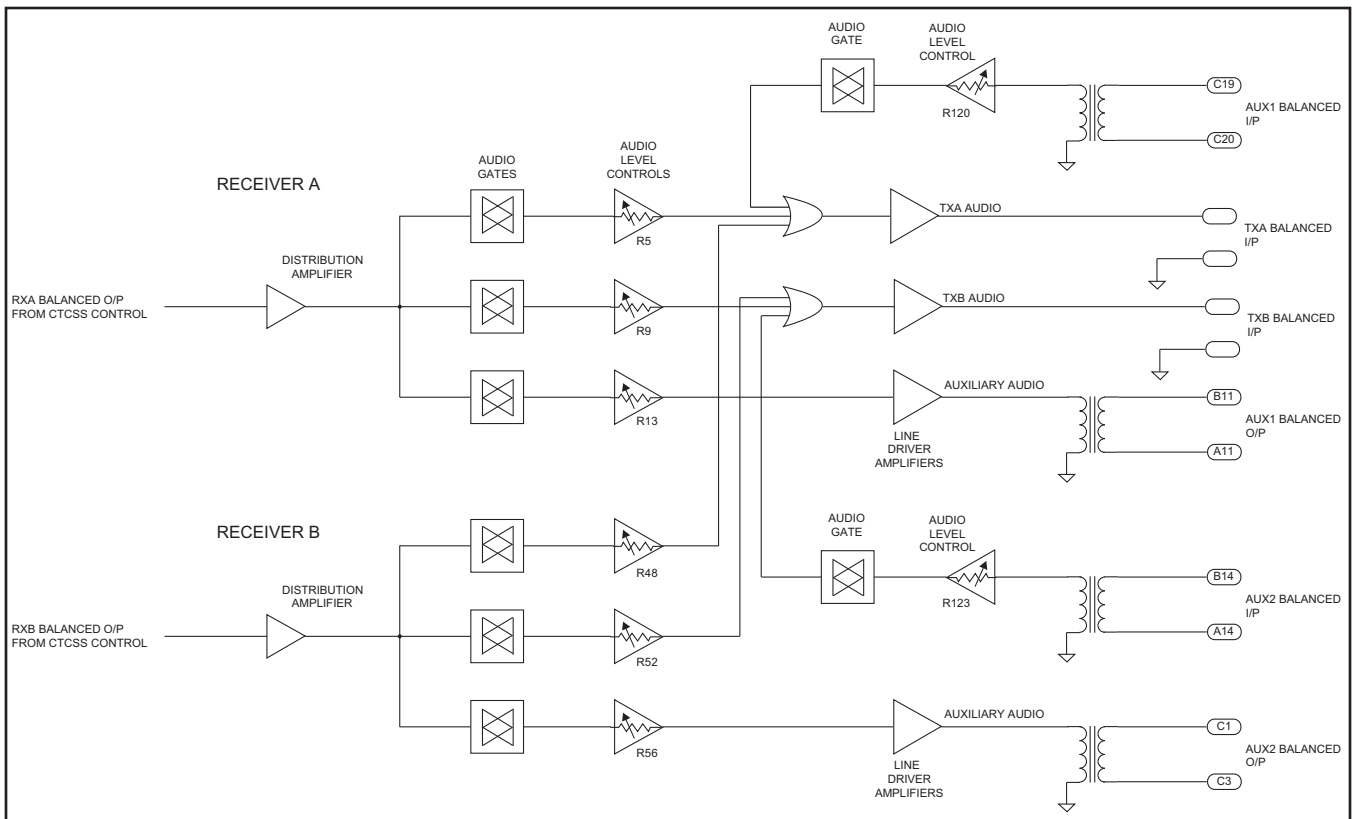 AUDIO
GATE
AUDIO
LEVEL
CONTROL
R120
C19
C20
AUX1 BALANCED
I/P
RECEIVER A
AUDIO
GATES
AUDIO
LEVEL
CONTROLS
R5
TXA AUDIO
TXA BALANCED
I/P
DISTRIBUTION
AMPLIFIER
RXA BALANCED O/P
FROM CTCSS CONTROL
R9
TXB AUDIO
TXB BALANCED
I/P
R13
AUXILIARY AUDIO
LINE
DRIVER
AMPLIFIERS
B11
A11
AUX1 BALANCED
O/P
RECEIVER B
R48
AUDIO
GATE
AUDIO
LEVEL
CONTROL
R123
B14
A14
AUX2 BALANCED
I/P
DISTRIBUTION
AMPLIFIER
RXB BALANCED O/P
FROM CTCSS CONTROL
R52
R56
AUXILIARY AUDIO
LINE
DRIVER
AMPLIFIERS
C1
C3
AUX2 BALANCED
O/P